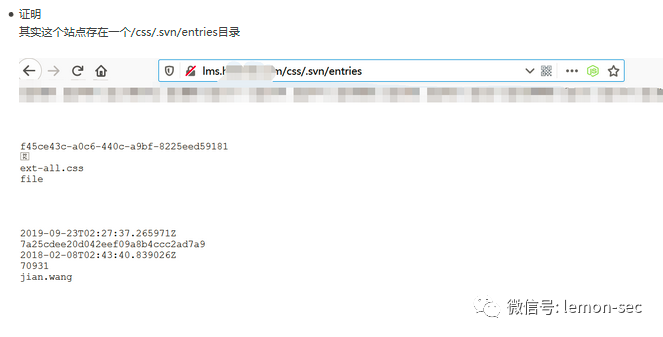 证明
其实这个站点存在一个/css/.svn/entries目录
lms.h m/css/.svn/entries
f45ce43c-a0c6-440c-a9bf-8225eed59181
ext-all.css
file
2019-09-23T02:27:37.265971Z
7a25cdee20d042eef09a8b4ccc2ad7a9
2018-02-08T02:43:40.839026Z
70931
jian.wang
微信号: lemon-sec